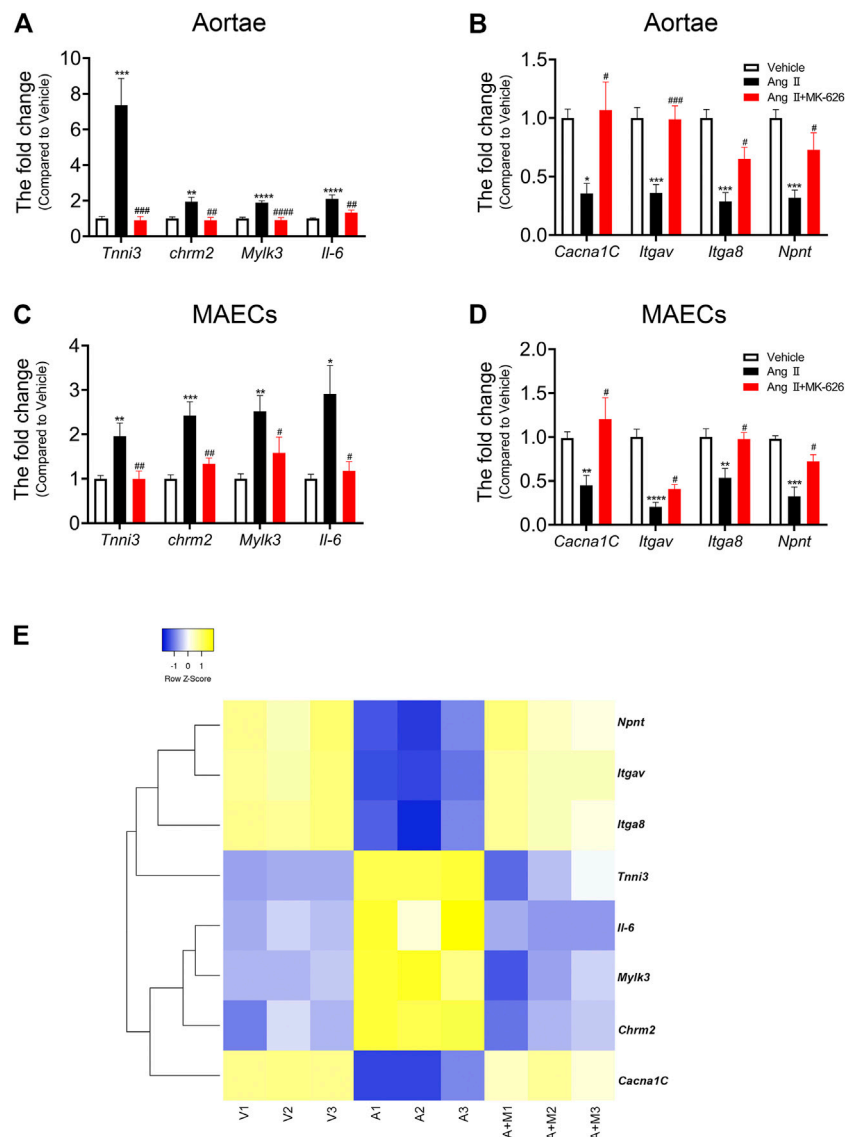 A
Aortae
The fold change
(Compared to Vehicle)
10
8
6
4
2
0
***
###
**
##
****
####
****
##
Tnni3 chrm2 Mylk3 Il-6
B
Aortae
The fold change
(Compared to Vehicle)
1.5
1.0
0.5
0.0
Vehicle
Ang II
Ang II+MK-626
*
#
***
###
***
#
***
#
Cacna1C Itgav Itga8 Npnt
C
MAECs
The fold change
(Compared to Vehicle)
4
3
2
1
0
**
##
***
##
**
#
*
#
Tnni3 chrm2 Mylk3 Il-6
D
MAECs
The fold change
(Compared to Vehicle)
2.0
1.5
1.0
0.5
0.0
Vehicle
Ang II
Ang II+MK-626
**
#
****
#
**
#
***
#
Cacna1C Itgav Itga8 Npnt
E
-1 0 1
Row Z-Score
Npnt
Itgav
Itga8
Tnni3
Il-6
Mylk3
Chrm2
Cacna1C
V1 V2 V3 A1 A2 A3 A+M1 A+M2 A+M3